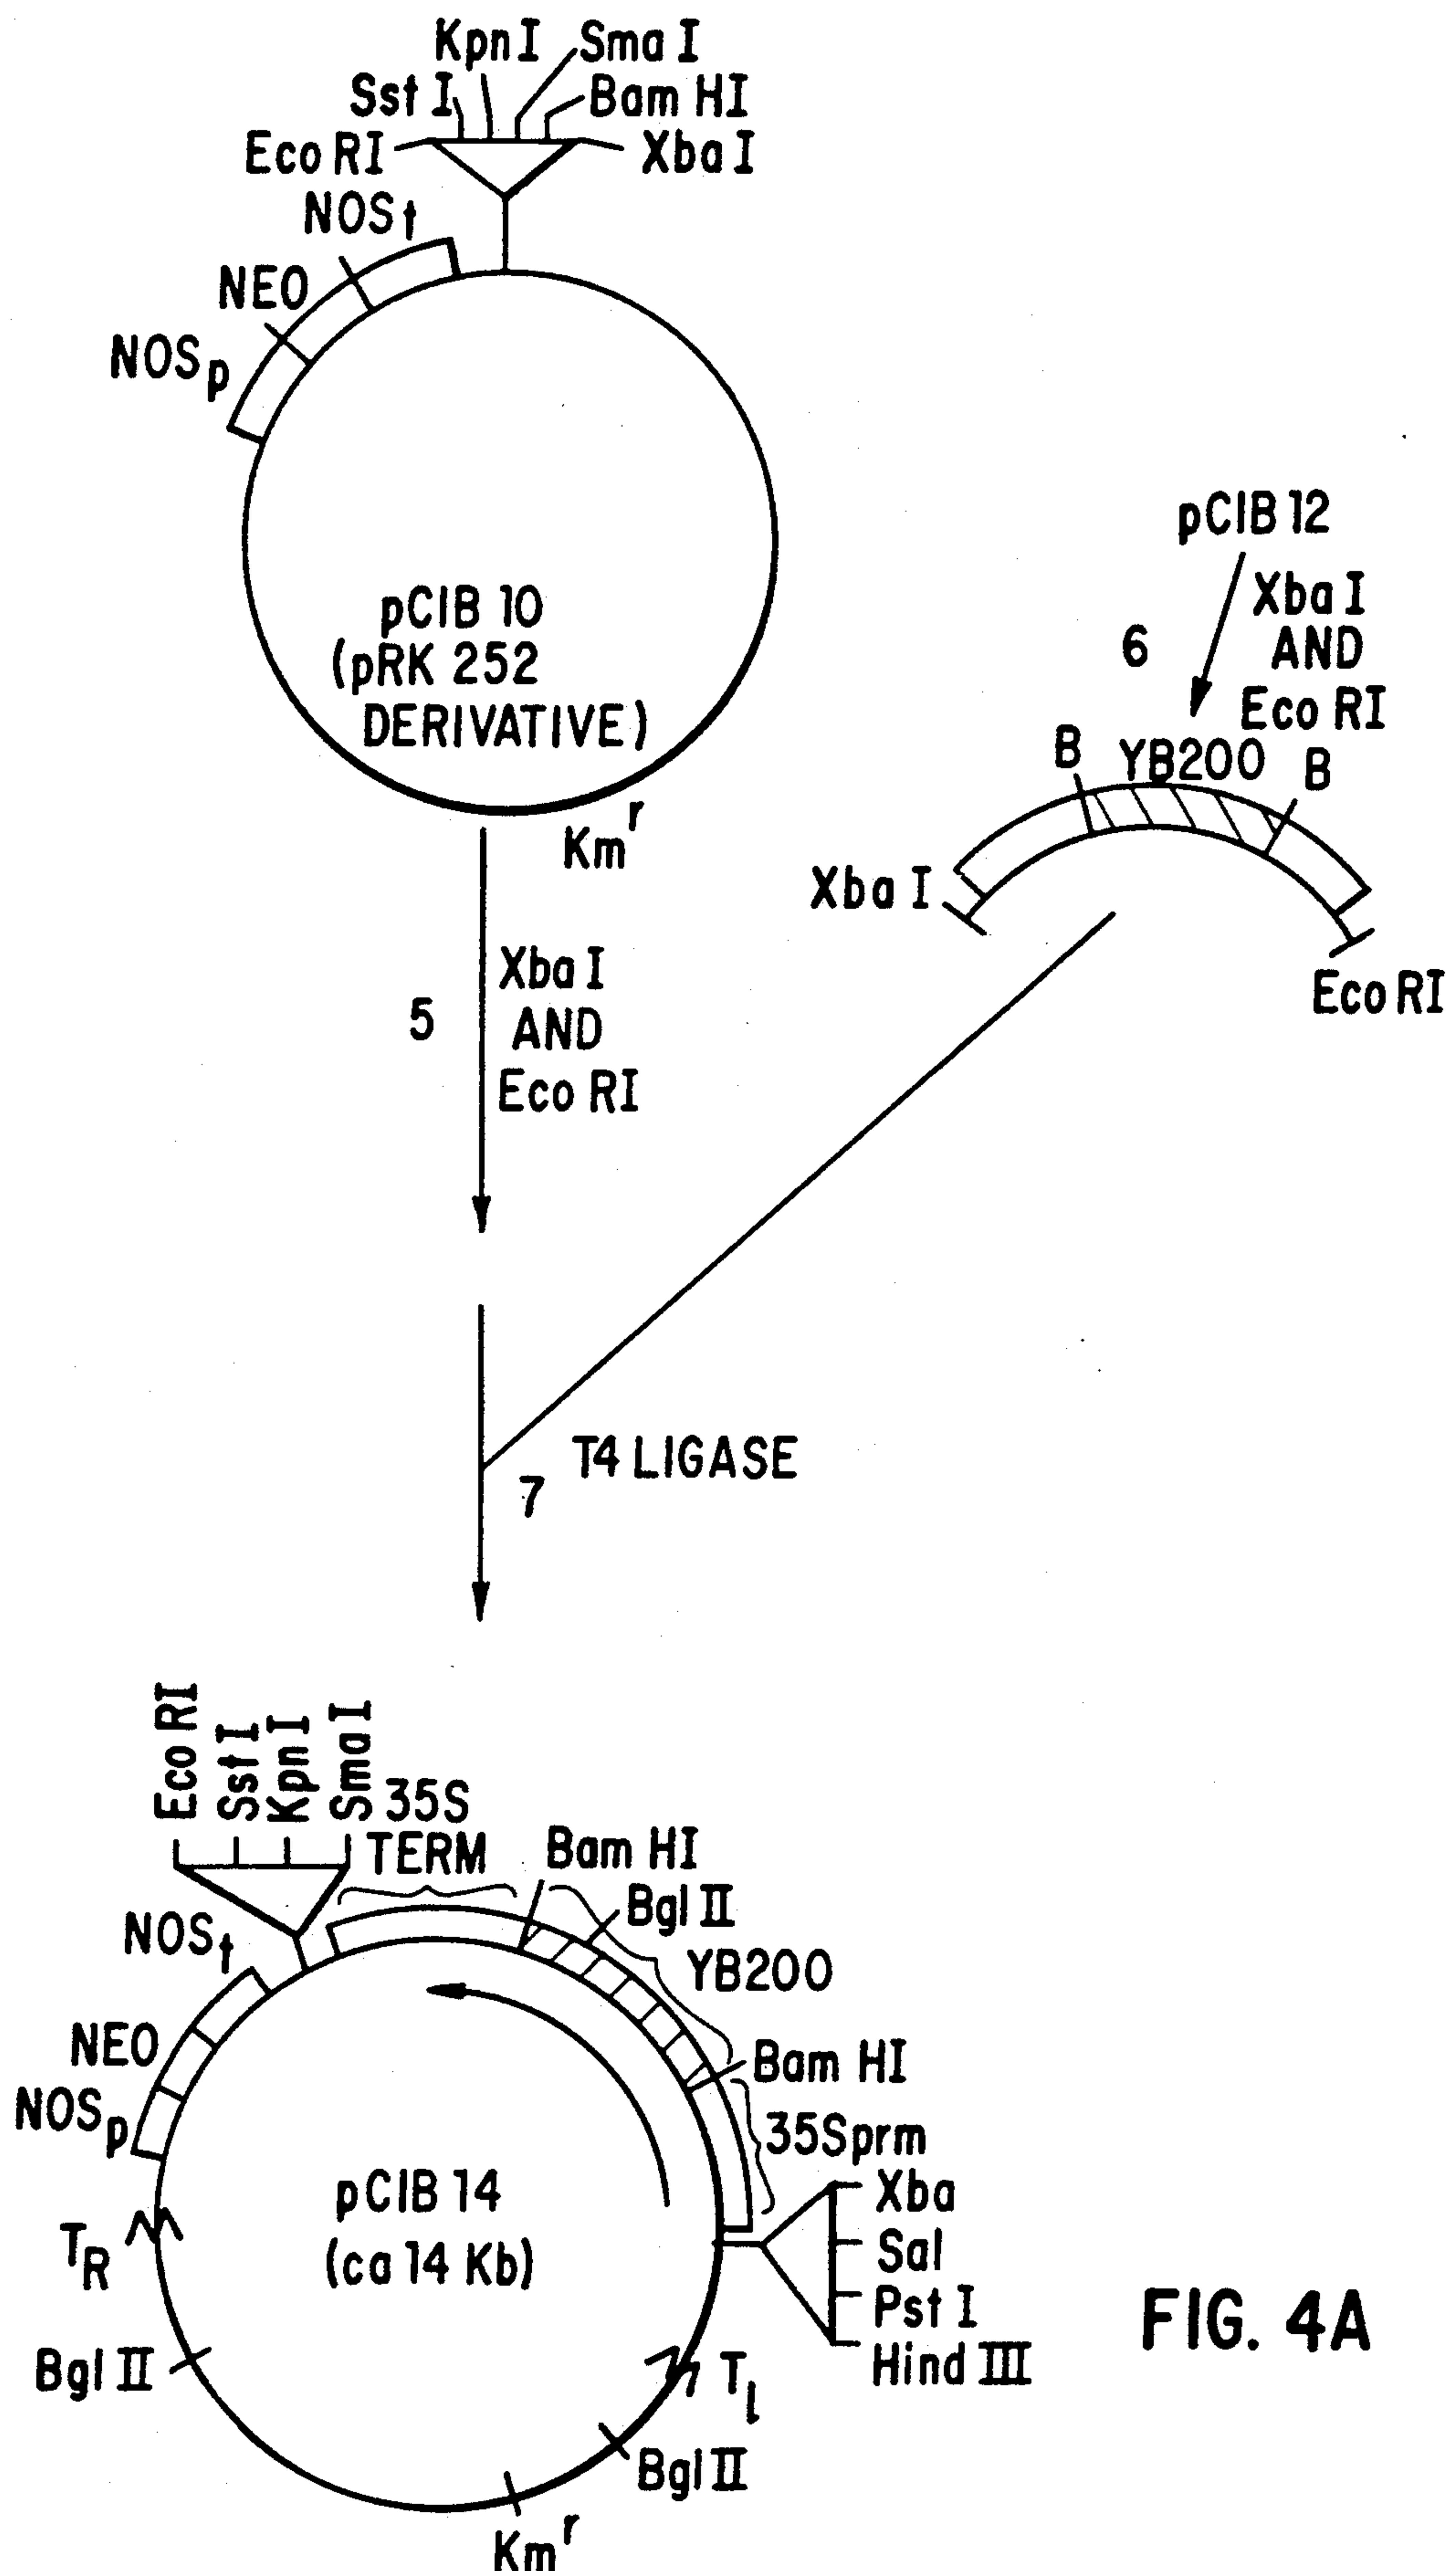 Kpn I
Sma I
Sst I
Bam HI
Eco RI
Xba I
NOSt
NEO
NOSp
pCIB 10
(pRK 252
DERIVATIVE)
Kmr
pCIB 12
6
Xba I
AND
Eco RI
B
YB200
B
Xba I
Eco RI
5
Xba I
AND
Eco RI
T4 LIGASE
7
Eco RI
Sst I
Kpn I
Sma I
35S
TERM
Bam HI
Bgl II
YB200
NOSt
NEO
NOSp
Bam HI
35Sprm
Xba
Sal
Pst I
Hind III
pCIB 14
(ca 14 Kb)
TR
Bgl II
Tl
Bgl II
Kmr
FIG. 4A